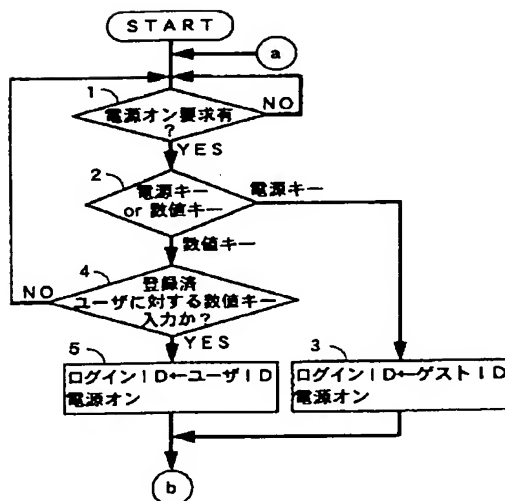 START
a
1
電源オン要求有
?
NO
YES
2
電源キー
or 数値キー
電源キー
数値キー
4
登録済
ユーザに対する数値キー
入力か?
NO
YES
5
ログインID←ユーザID
電源オン
3
ログインID←ゲストID
電源オン
b